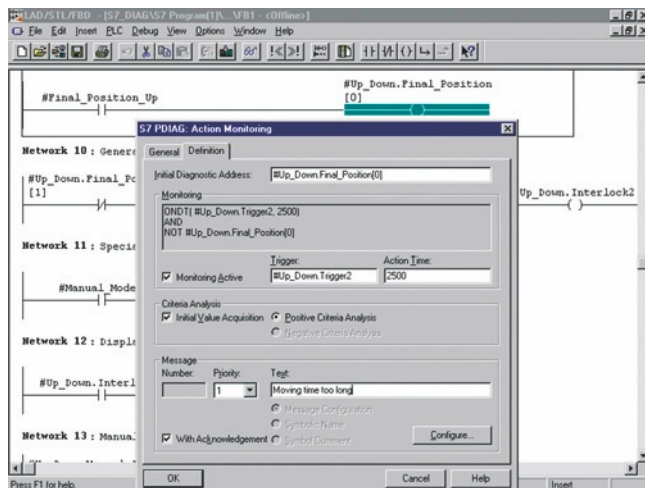 LAD/STL/FBD - [S7_DIAG\S7 Program(1)\...\FB1 - <Offline>]
File Edit Insert PLC Debug View Options Window Help
#Final_Position_Up
#Up_Down.Final_Position
[0]
Network 10 : Genere
#Up_Down.Final_Po
[1]
Up_Down.Interlock2
Network 11 : Specia
#Manual_Mode
Network 12 : Displa
#Up_Down.Interl
Network 13 : Manua
S7 PDIAG: Action Monitoring
General Definition
Initial Diagnostic Address: #Up_Down.Final_Position[0]
Monitoring
ONDT( #Up_Down.Trigger2, 2500)
AND
NOT #Up_Down.Final_Position[0]
Trigger: Action Time:
Monitoring Active #Up_Down.Trigger2 2500
Criteria Analysis
Initial Value Acquisition Positive Criteria Analysis
Negative Criteria Analysis
Message
Number: Priority: Text:
1 Moving time too long
Message Configuration
Symbolic Name
With Acknowledgement Symbol Comment Configure...
OK Cancel Help
Press F1 for help. Insert